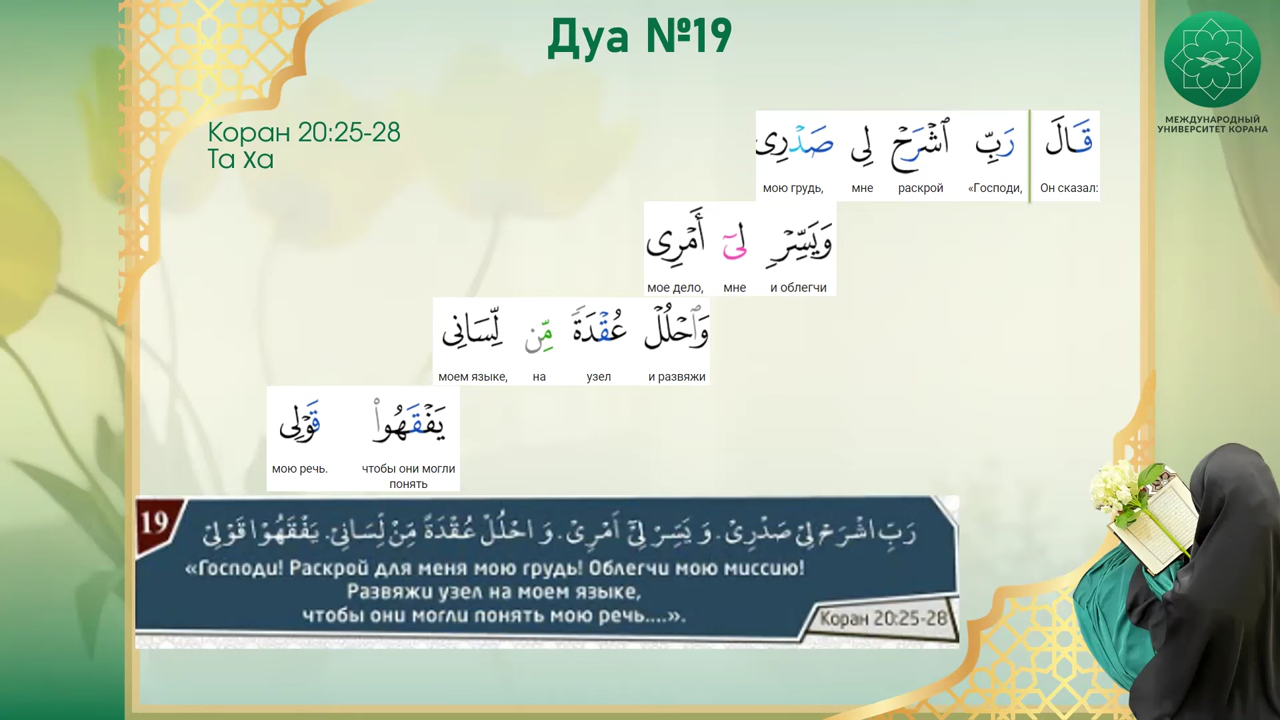 Дуа №19
МЕЖДУНАРОДНЫЙ
УНИВЕРСИТЕТ КОРАНА
Коран 20:25-28
Та Ха
قَالَ رَبِّ ٱشْرَحْ لِى صَدْرِى
Он сказал: «Господи, раскрой мне мою грудь,
وَيَسِّرْ لِىٓ أَمْرِى
и облегчи мне мое дело,
وَٱحْلُلْ عُقْدَةً مِّن لِّسَانِى
и развяжи узел на моем языке,
يَفْقَهُوا۟ قَوْلِى
чтобы они могли понять мою речь.
19
رَبِّ اشْرَحْ لِيْ صَدْرِيْ. وَ يَسِّرْ لِيْٓ اَمْرِيْ. وَ احْلُلْ عُقْدَةً مِّنْ لِّسَانِيْ. يَفْقَهُوْا قَوْلِيْ
«Господи! Раскрой для меня мою грудь! Облегчи мою миссию!
Развяжи узел на моем языке,
чтобы они могли понять мою речь....».
Коран 20:25-28